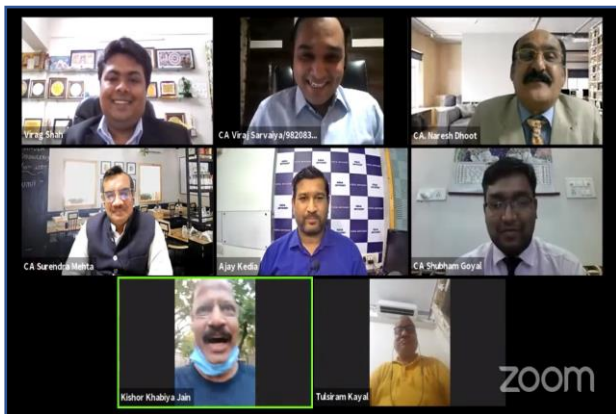 Virag Shah
CA Viraj Sarvaiya/982083...
CA. Naresh Dhoot
CA Surendra Mehta
Ajay Kedia
CA Shubham Goyal
Kishor Khabiya Jain
Tulsiram Kayal
zoom